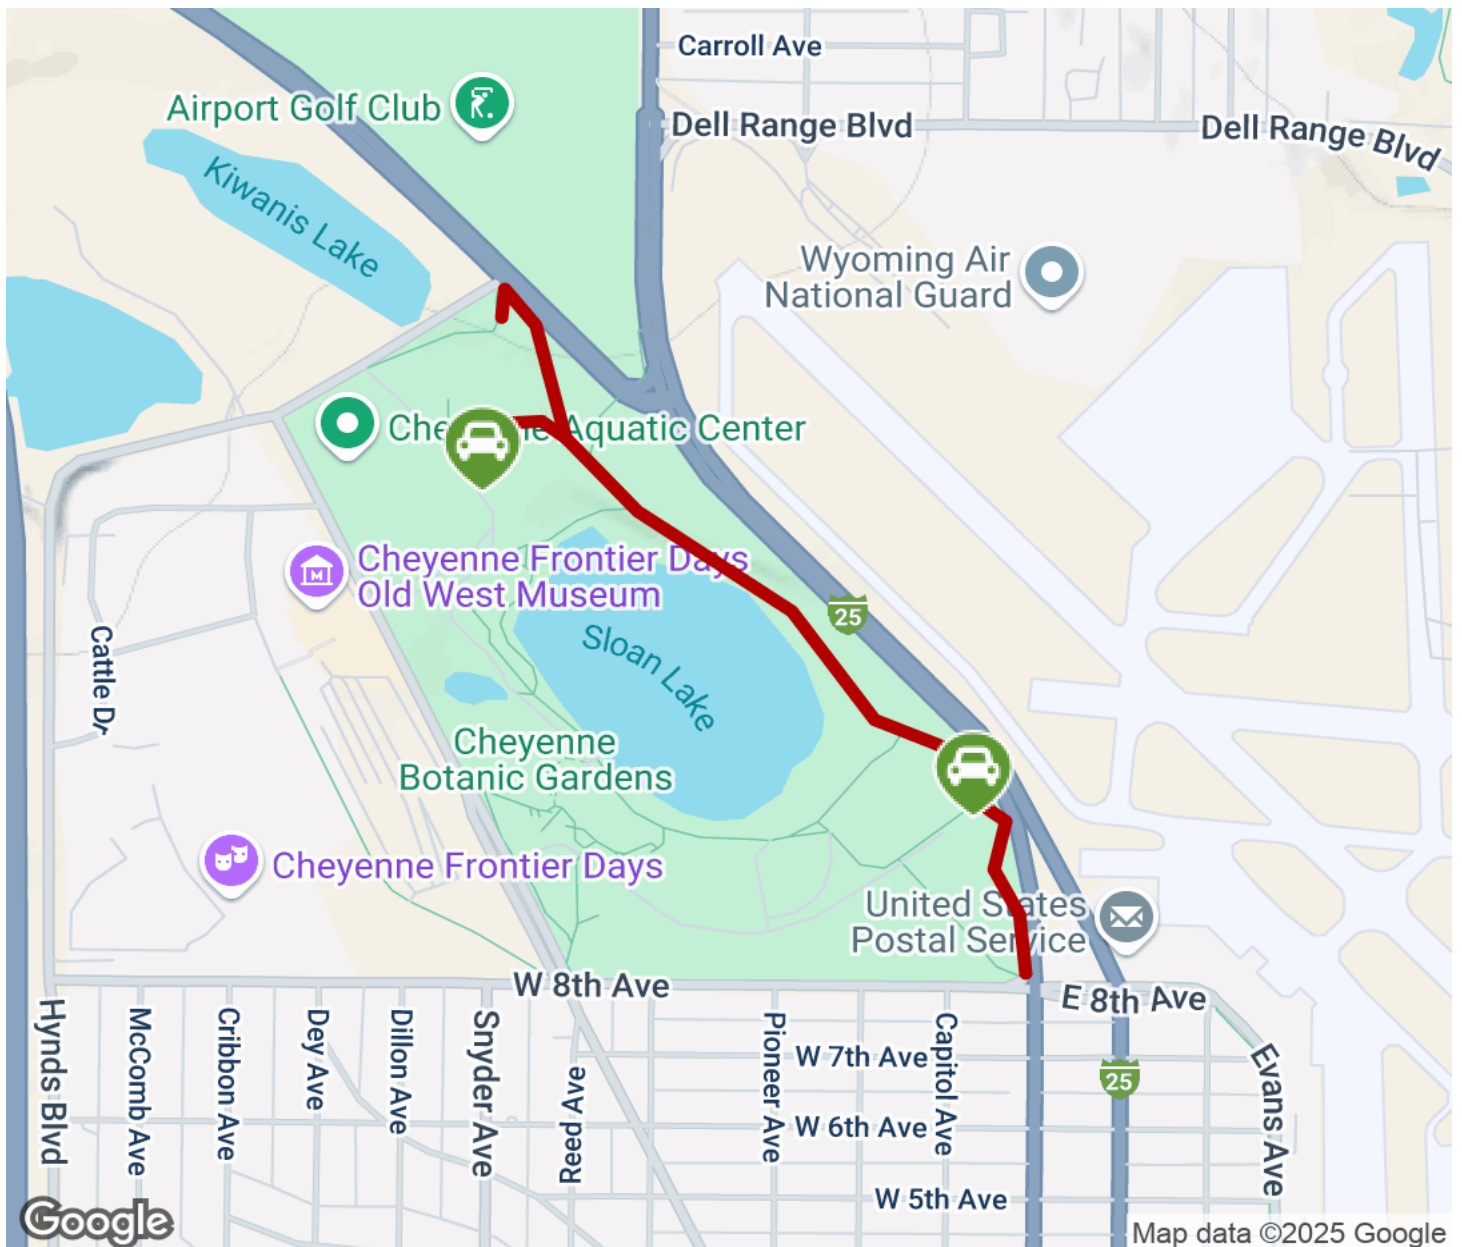 Carroll Ave
Airport Golf Club
Dell Range Blvd
Dell Range Blvd
Kiwanis Lake
Wyoming Air
National Guard
Cheyenne Aquatic Center
Cheyenne Frontier Days
Old West Museum
25
Sloan Lake
Cattle Dr
Cheyenne
Botanic Gardens
Cheyenne Frontier Days
United States
Postal Service
W 8th Ave
E 8th Ave
Hynds Blvd
McComb Ave
Cribbon Ave
Dey Ave
Dillon Ave
Snyder Ave
Reed Ave
Pioneer Ave
W 7th Ave
Capitol Ave
25
Evans Ave
W 6th Ave
W 5th Ave
Google
Map data ©2025 Google